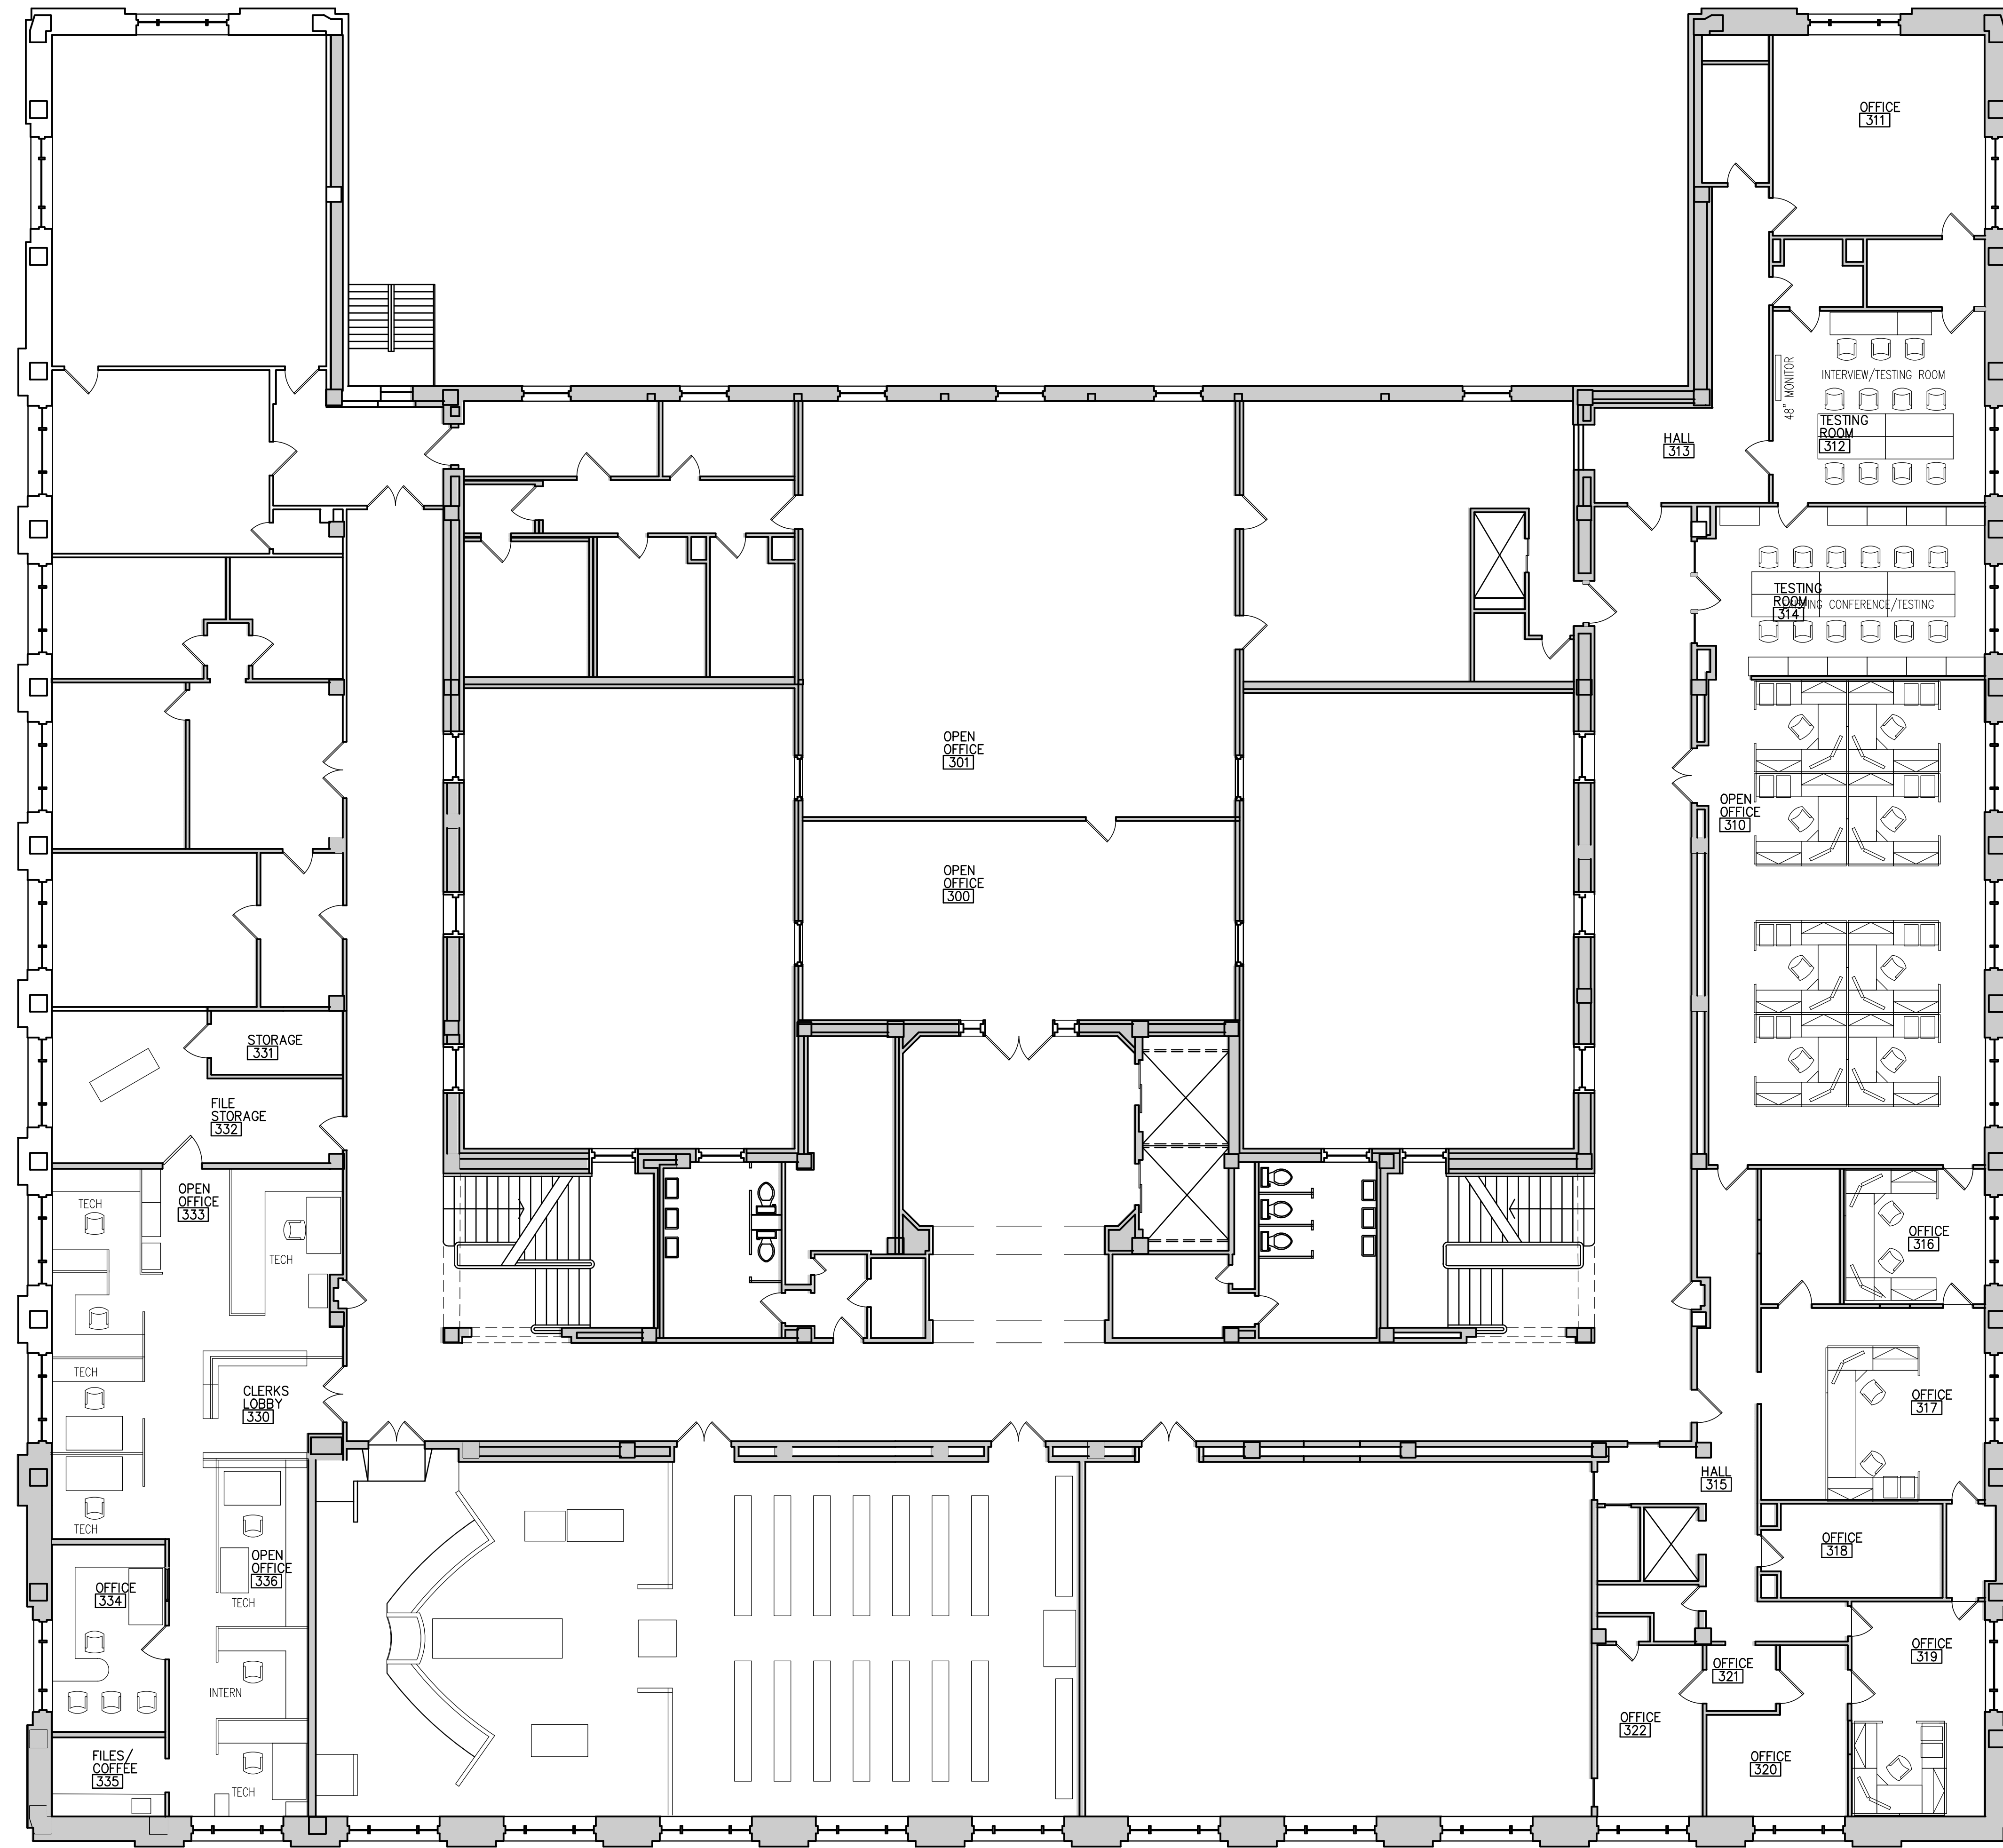 OFFICE
311
48" MONITOR
INTERVIEW/TESTING ROOM
TESTING
ROOM
312
HALL
313
TESTING
ROOM
314
CONFERENCE/TESTING
OPEN
OFFICE
301
OPEN
OFFICE
310
OPEN
OFFICE
300
STORAGE
331
FILE
STORAGE
332
OPEN
OFFICE
333
TECH
TECH
OFFICE
316
TECH
CLERKS
LOBBY
330
OFFICE
317
TECH
HALL
315
OFFICE
318
OPEN
OFFICE
336
OFFICE
334
TECH
OFFICE
319
OFFICE
321
INTERN
OFFICE
322
FILES/
COFFEE
335
OFFICE
320
TECH